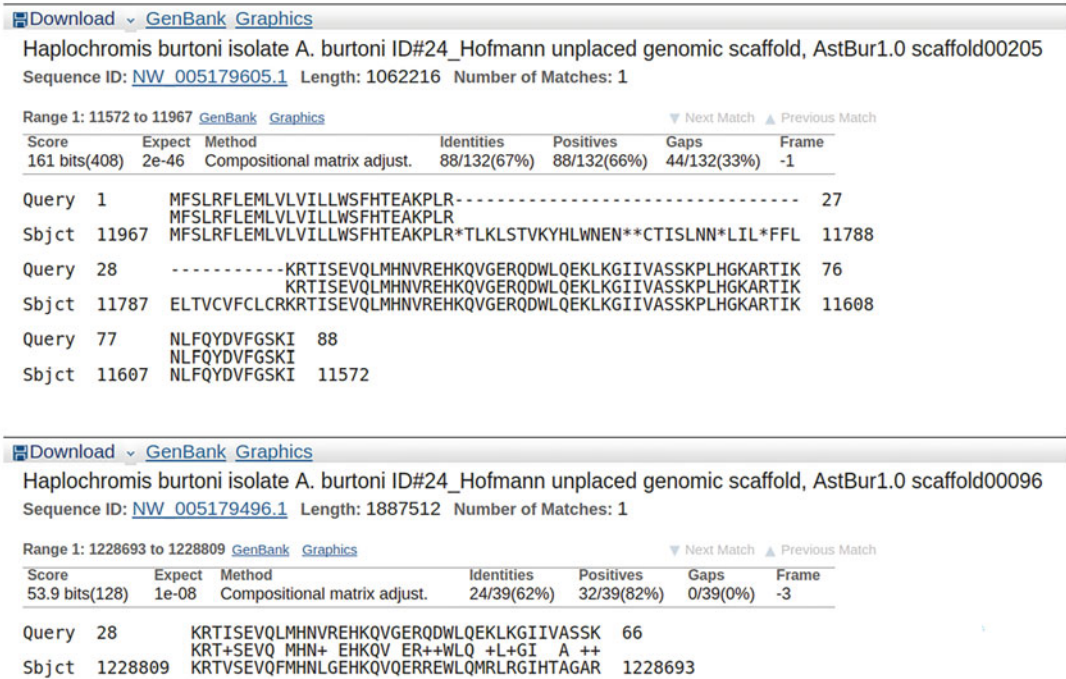 Download GenBank Graphics
Haplochromis burtoni isolate A. burtoni ID#24_Hofmann unplaced genomic scaffold, AstBur1.0 scaffold00205
Sequence ID: NW_005179605.1 Length: 1062216 Number of Matches: 1
Range 1: 11572 to 11967 GenBank Graphics ▼ Next Match ▲ Previous Match
Score Expect Method Identities Positives Gaps Frame
161 bits(408) 2e-46 Compositional matrix adjust. 88/132(67%) 88/132(66%) 44/132(33%) -1
Query 1 MFSLRFLEMLVLVILLWSFHTEAKPLR--------------------------------- 27
MFSLRFLEMLVLVILLWSFHTEAKPLR
Sbjct 11967 MFSLRFLEMLVLVILLWSFHTEAKPLR*TLKLSTVKYHLWNEN**CTISLNN*LIL*FFL 11788
Query 28 -----------KRTISEVQLMHNVREHKQVGERQDWLQEKLKGIIVASSKPLHGKARTIK 76
KRTISEVQLMHNVREHKQVGERQDWLQEKLKGIIVASSKPLHGKARTIK
Sbjct 11787 ELTVCVFCLCRKRTISEVQLMHNVREHKQVGERQDWLQEKLKGIIVASSKPLHGKARTIK 11608
Query 77 NLFQYDVFGSKI 88
NLFQYDVFGSKI
Sbjct 11607 NLFQYDVFGSKI 11572
Download GenBank Graphics
Haplochromis burtoni isolate A. burtoni ID#24_Hofmann unplaced genomic scaffold, AstBur1.0 scaffold00096
Sequence ID: NW_005179496.1 Length: 1887512 Number of Matches: 1
Range 1: 1228693 to 1228809 GenBank Graphics ▼ Next Match ▲ Previous Match
Score Expect Method Identities Positives Gaps Frame
53.9 bits(128) 1e-08 Compositional matrix adjust. 24/39(62%) 32/39(82%) 0/39(0%) -3
Query 28 KRTISEVQLMHNVREHKQVGERQDWLQEKLKGIIVASSK 66
KRT+SEVQ MHN+ EHKQV ER++WLQ +L+GI A ++
Sbjct 1228809 KRTVSEVQFMHNLGEHKQVQERREWLQMRLRGIHTAGAR 1228693